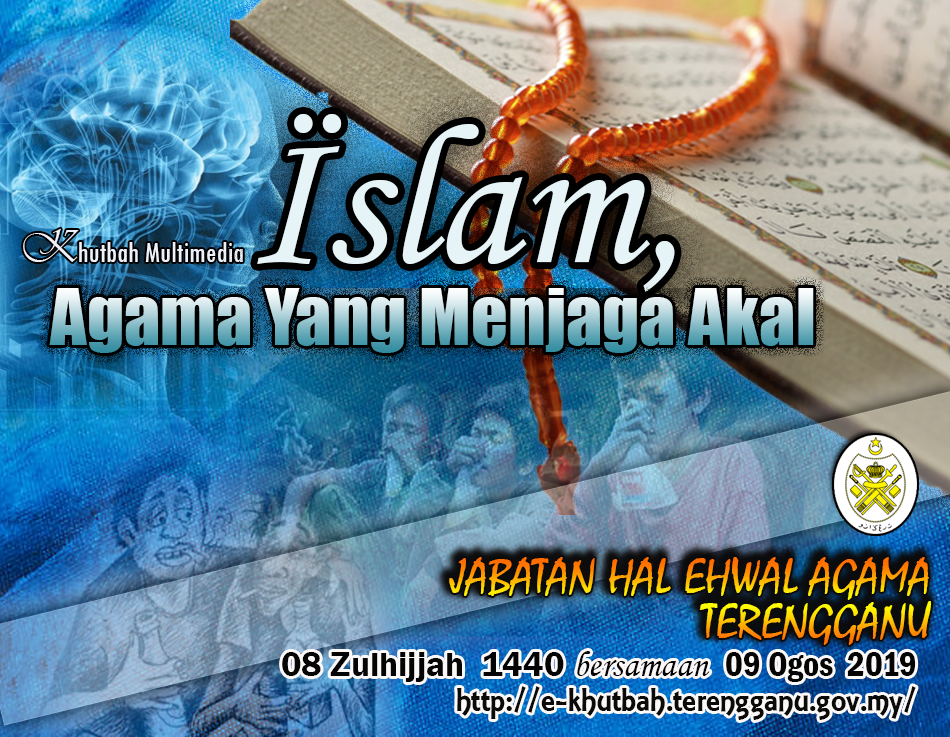 Ïslam,
Khutbah Multimedia
Agama Yang Menjaga Akal
JABATAN HAL EHWAL AGAMA
TERENGGANU
08 Zulhijjah 1440 bersamaan 09 Ogos 2019
http://e-khutbah.terengganu.gov.my/